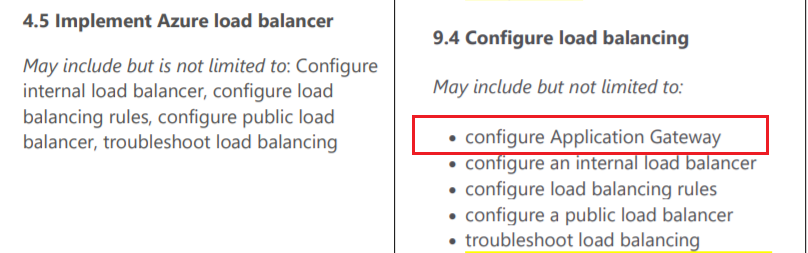 4.5 Implement Azure load balancer
May include but is not limited to: Configure
internal load balancer, configure load
balancing rules, configure public load
balancer, troubleshoot load balancing
9.4 Configure load balancing
May include but not limited to:
• configure Application Gateway
• configure an internal load balancer
• configure load balancing rules
• configure a public load balancer
• troubleshoot load balancing